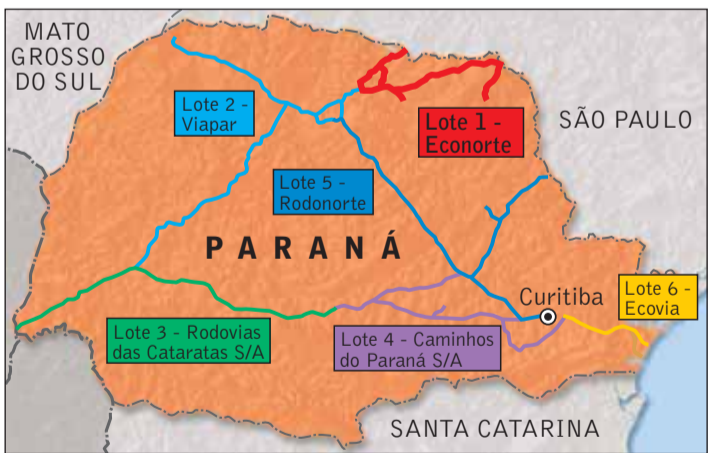 MATO
GROSSO
DO SUL
Lote 2 -
Viapar
Lote 1 -
Econorte
SÃO PAULO
Lote 5 -
Rodonorte
PARANÁ
Lote 6 -
Ecovia
Curitiba
Lote 3 - Rodovias
das Cataratas S/A
Lote 4 - Caminhos
do Paraná S/A
SANTA CATARINA